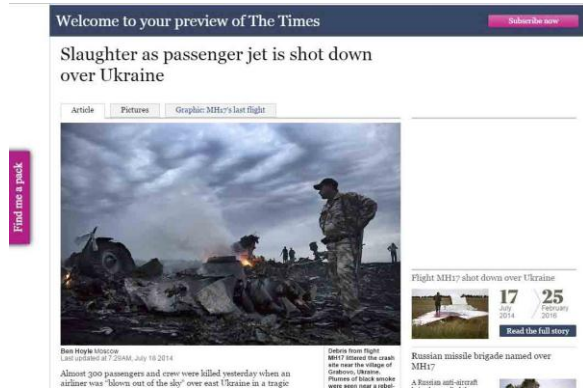 Welcome to your preview of The Times
Subscribe now
Slaughter as passenger jet is shot down
over Ukraine
Article
Pictures
Graphic: MH17's last flight
Find me a pack
Flight MH17 shot down over Ukraine
17
July
2014
25
February
2016
Read the full story
Ben Hoyle Moscow
Last updated at 7:29AM, July 18 2014
Almost 300 passengers and crew were killed yesterday when an
airliner was "blown out of the sky" over east Ukraine in a tragic
Debris from flight
MH17 littered the crash
site near the village of
Grabovo, Ukraine.
Plumes of black smoke
were seen near a rebel-
Russian missile brigade named over
MH17
A Russian anti-aircraft